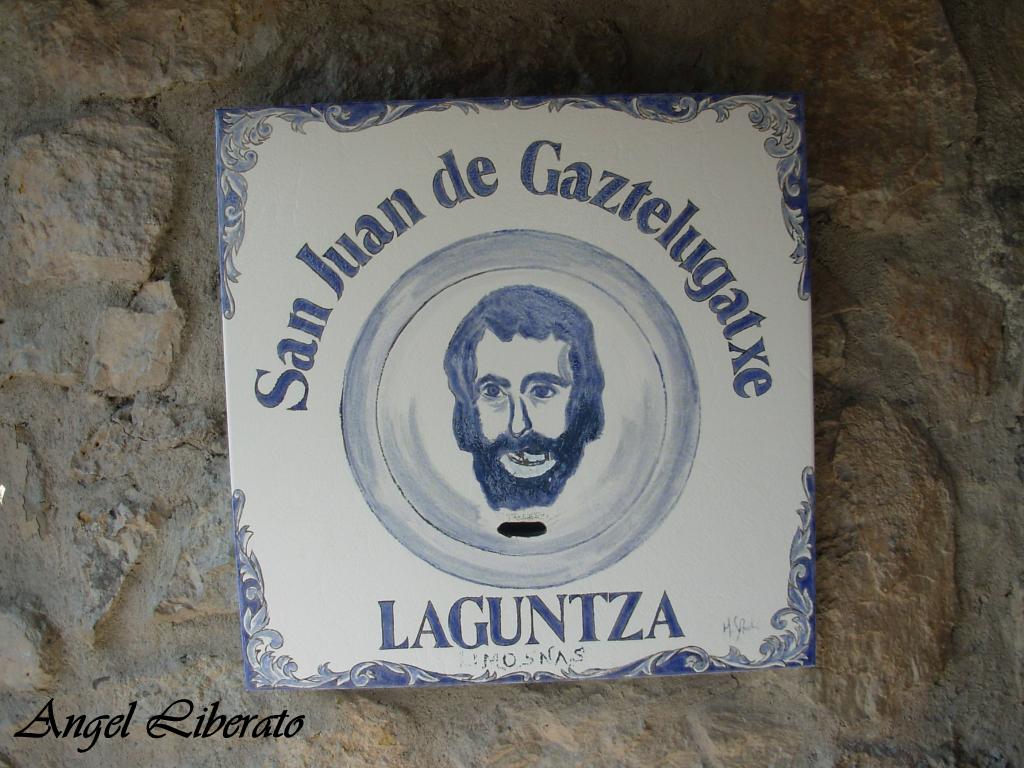 San Juan de Gaztelugatxe
LAGUNTZA
LIMOSNAS
Angel Liberato